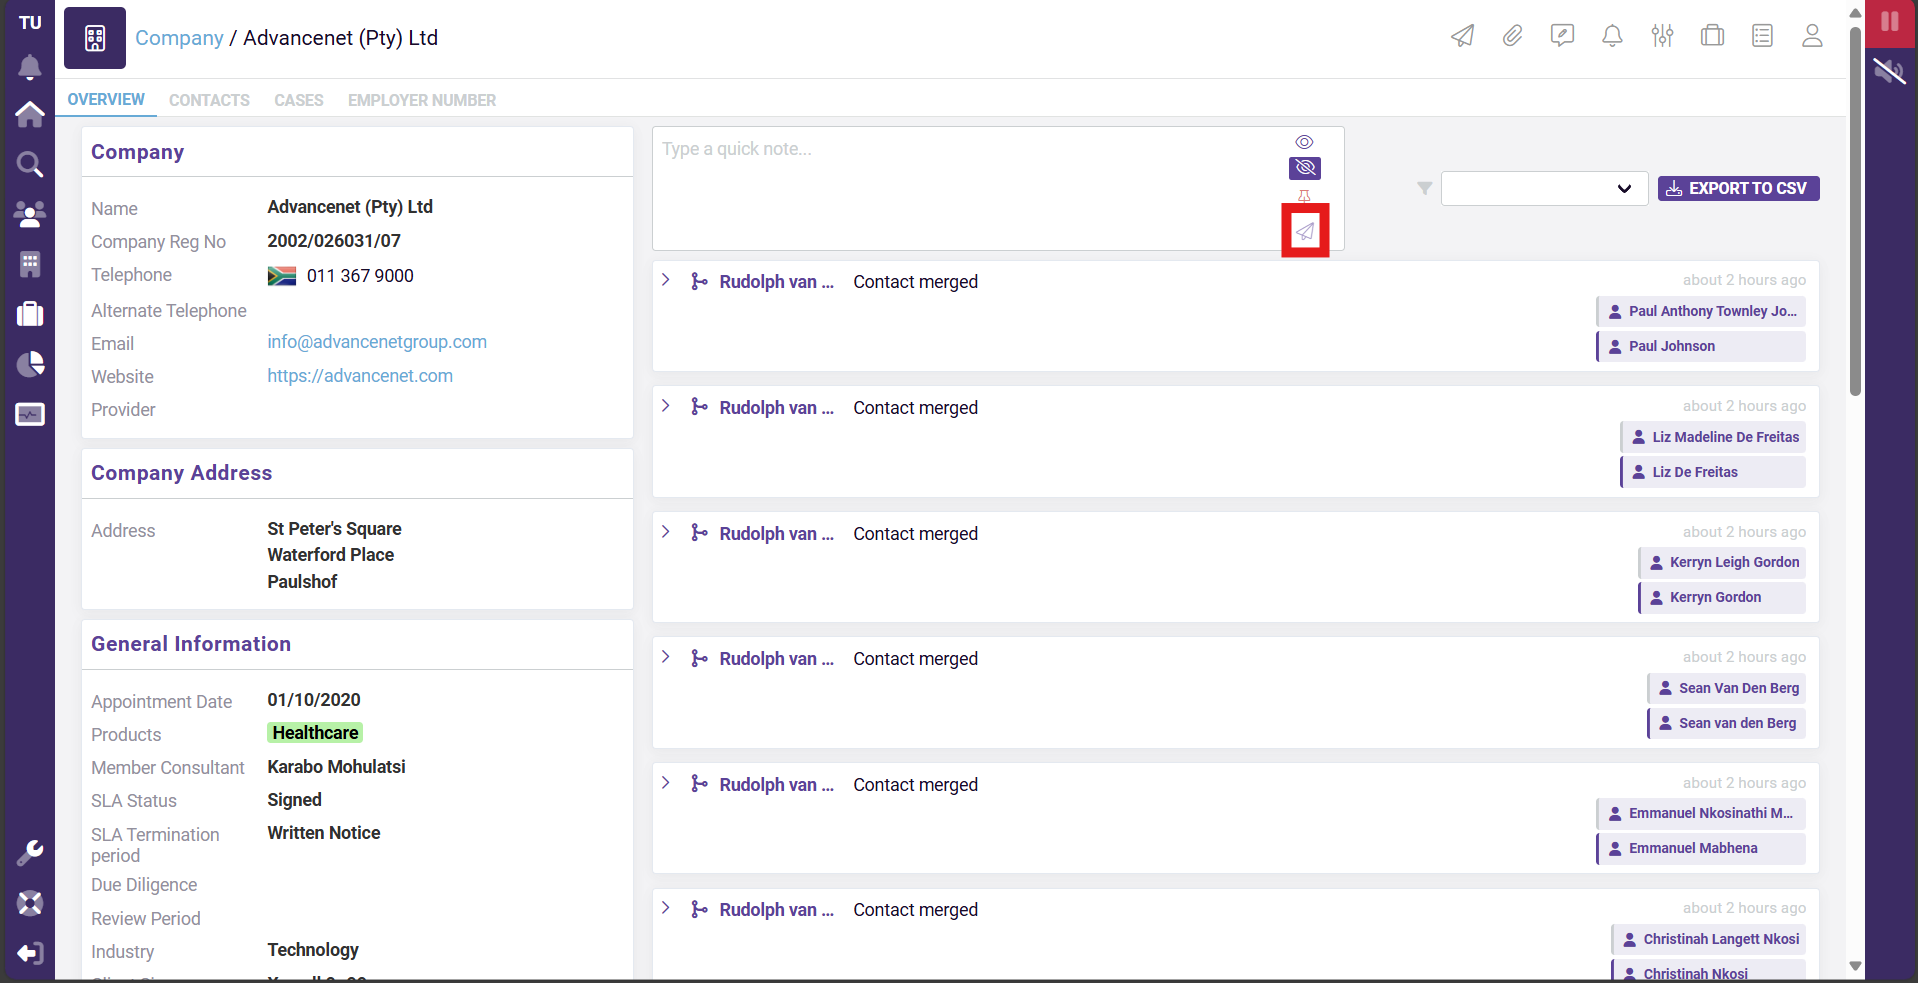 TU
Company / Advancenet (Pty) Ltd
OVERVIEW CONTACTS CASES EMPLOYER NUMBER
Company
Name Advancenet (Pty) Ltd
Company Reg No 2002/026031/07
Telephone 011 367 9000
Alternate Telephone
Email info@advancenetgroup.com
Website https://advancenet.com
Provider
Company Address
Address St Peter's Square
Waterford Place
Paulshof
General Information
Appointment Date 01/10/2020
Products Healthcare
Member Consultant Karabo Mohulatsi
SLA Status Signed
SLA Termination period Written Notice
Due Diligence
Review Period
Industry Technology
Type a quick note...
EXPORT TO CSV
Rudolph van ... Contact merged about 2 hours ago
Paul Anthony Townley Jo...
Paul Johnson
Rudolph van ... Contact merged about 2 hours ago
Liz Madeline De Freitas
Liz De Freitas
Rudolph van ... Contact merged about 2 hours ago
Kerryn Leigh Gordon
Kerryn Gordon
Rudolph van ... Contact merged about 2 hours ago
Sean Van Den Berg
Sean van den Berg
Rudolph van ... Contact merged about 2 hours ago
Emmanuel Nkosinathi M...
Emmanuel Mabhena
Rudolph van ... Contact merged about 2 hours ago
Christinah Langett Nkosi
Christinah Nkosi